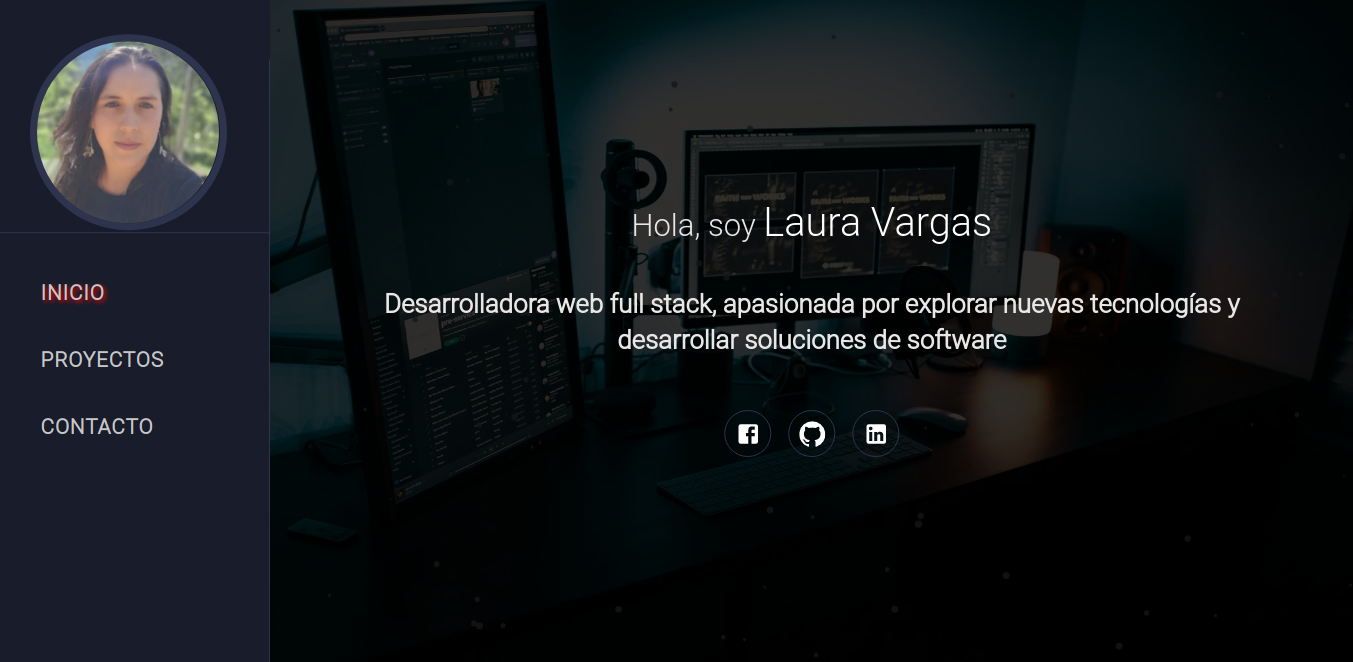 INICIO
PROYECTOS
CONTACTO
Hola, soy Laura Vargas
Desarrolladora web full stack, apasionada por explorar nuevas tecnologías y
desarrollar soluciones de software